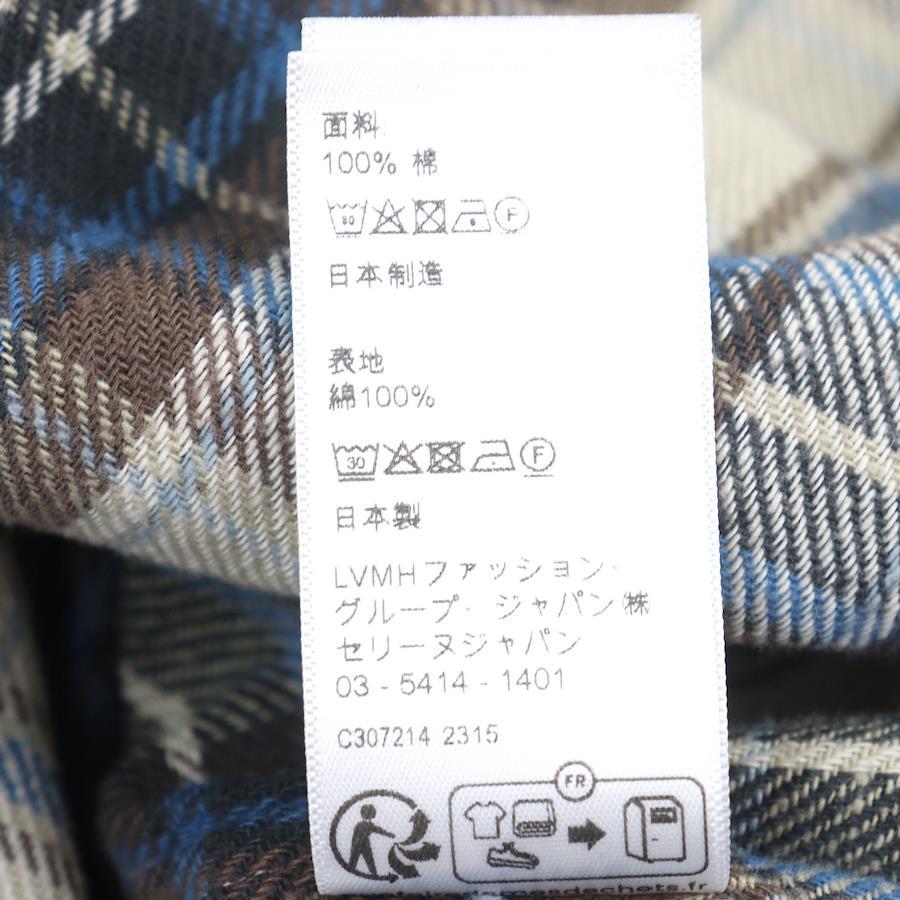 面料
100% 棉
F
日本制造
表地
綿100%
30
F
日本製
LVMHファッション・
グループ・ジャパン㈱
セリーヌジャパン
03 - 5414 - 1401
C307214 2315
FR